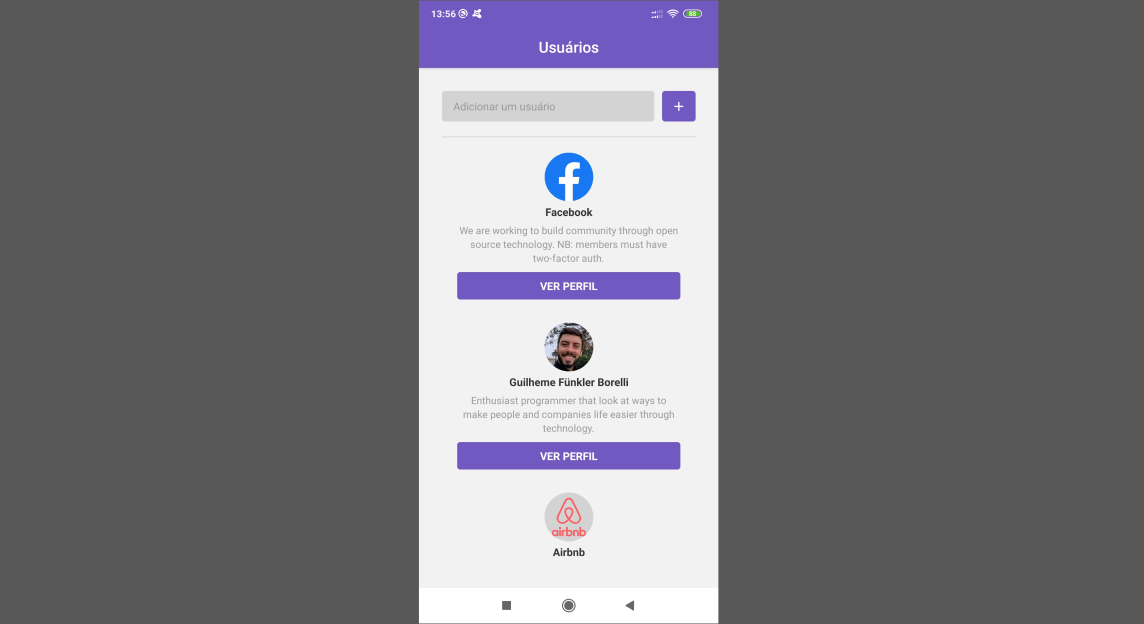 13:56
88
Usuários
Adicionar um usuário
+
Facebook
We are working to build community through open
source technology. NB: members must have
two-factor auth.
VER PERFIL
Guilheme Fünkler Borelli
Enthusiast programmer that look at ways to
make people and companies life easier through
technology.
VER PERFIL
airbnb
Airbnb